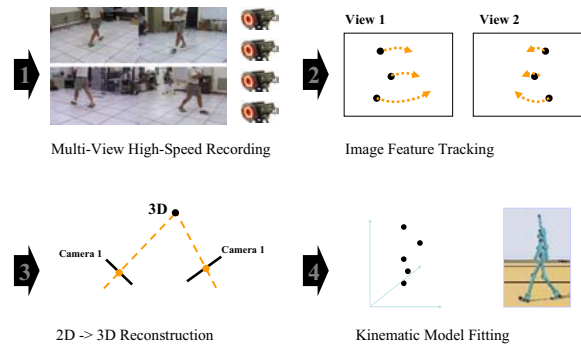 1
2
View 1
View 2
Multi-View High-Speed Recording
Image Feature Tracking
3
3D
Camera 1
Camera 1
4
2D -> 3D Reconstruction
Kinematic Model Fitting